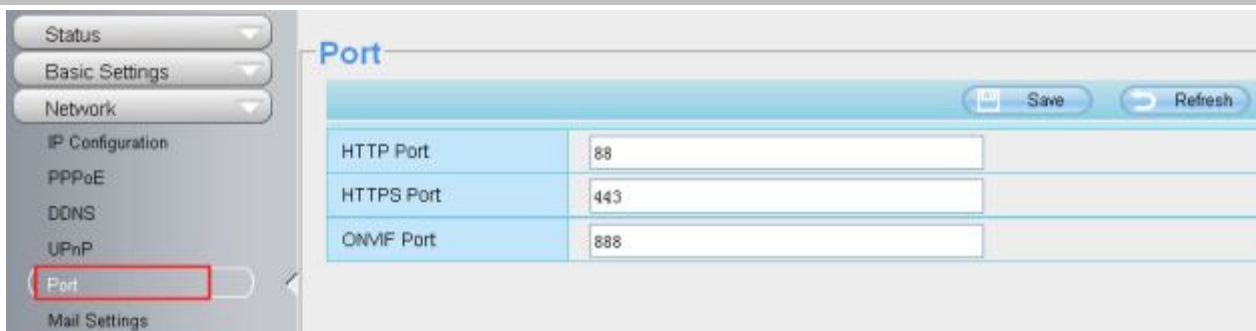 Status
Basic Settings
Network
IP Configuration
PPPoE
DDNS
UPnP
Port
Mail Settings
Port
Save Refresh
HTTP Port 88
HTTPS Port 443
ONVIF Port 888